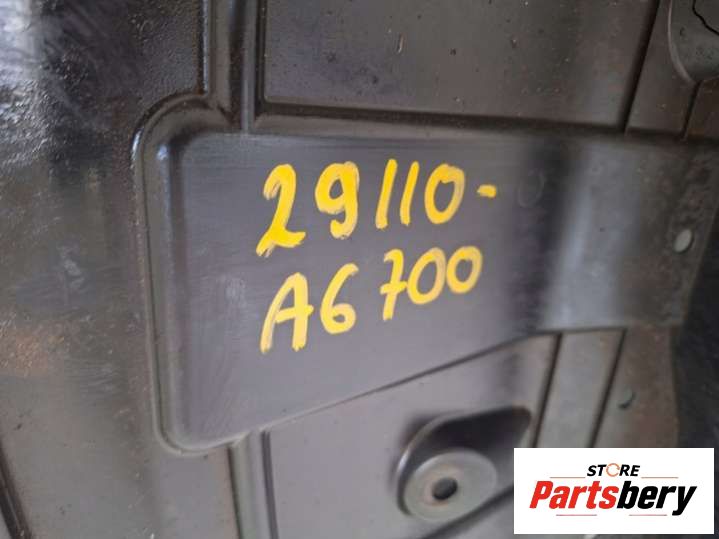 29110-
A6700
STORE
Partsbery